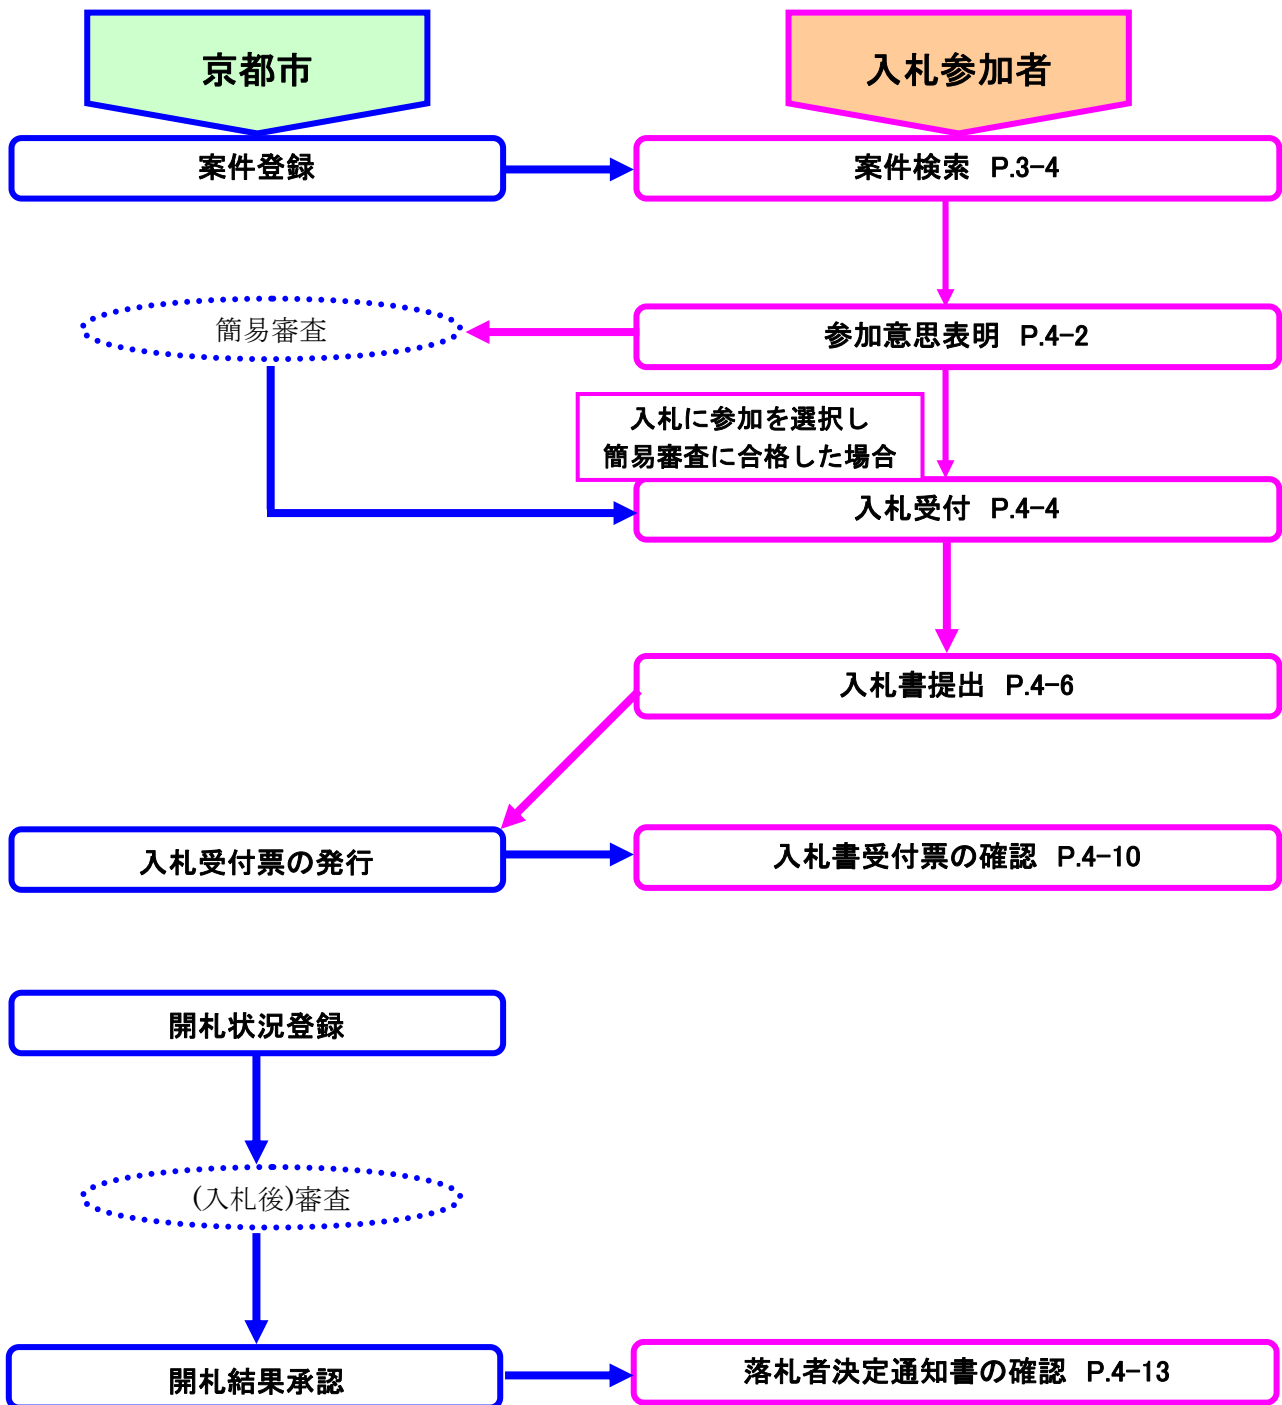 京都市
入札参加者
案件登録
案件検索 P.3-4
簡易審査
参加意思表明 P.4-2
入札に参加を選択し
簡易審査に合格した場合
入札受付 P.4-4
入札書提出 P.4-6
入札受付票の発行
入札書受付票の確認 P.4-10
開札状況登録
(入札後)審査
開札結果承認
落札者決定通知書の確認 P.4-13